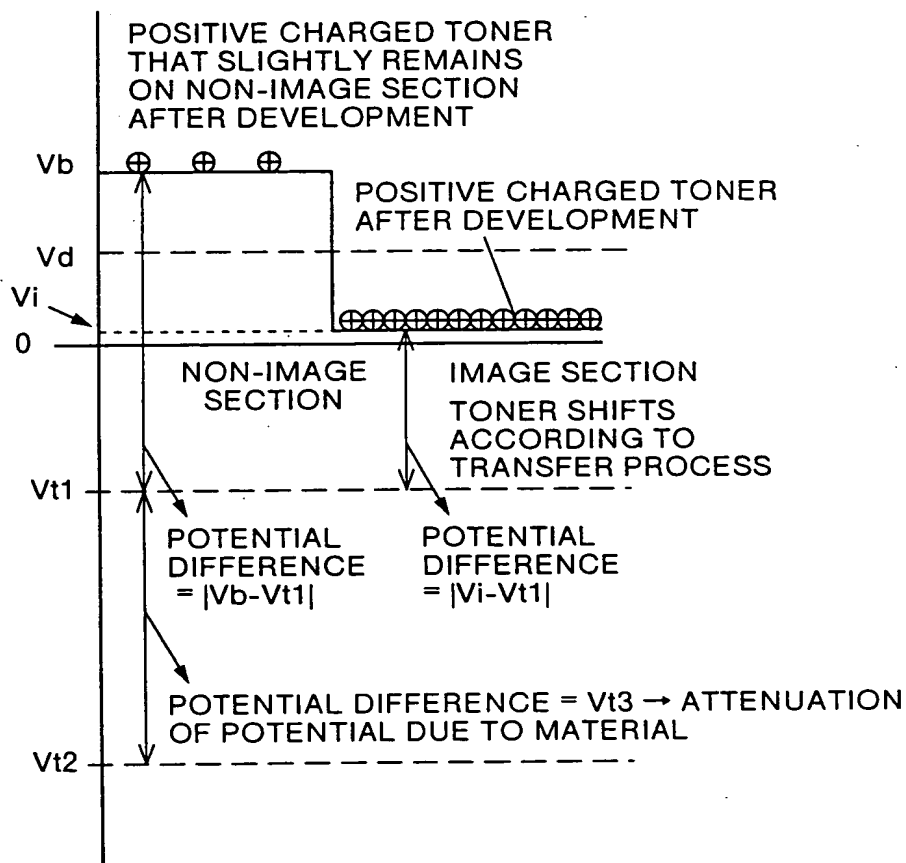 POSITIVE CHARGED TONER
THAT SLIGHTLY REMAINS
ON NON-IMAGE SECTION
AFTER DEVELOPMENT
Vb
POSITIVE CHARGED TONER
AFTER DEVELOPMENT
Vd
Vi
0
NON-IMAGE
SECTION
IMAGE SECTION
TONER SHIFTS
ACCORDING TO
TRANSFER PROCESS
Vt1
POTENTIAL
DIFFERENCE
= |Vb-Vt1|
POTENTIAL
DIFFERENCE
= |Vi-Vt1|
POTENTIAL DIFFERENCE = Vt3 → ATTENUATION
OF POTENTIAL DUE TO MATERIAL
Vt2